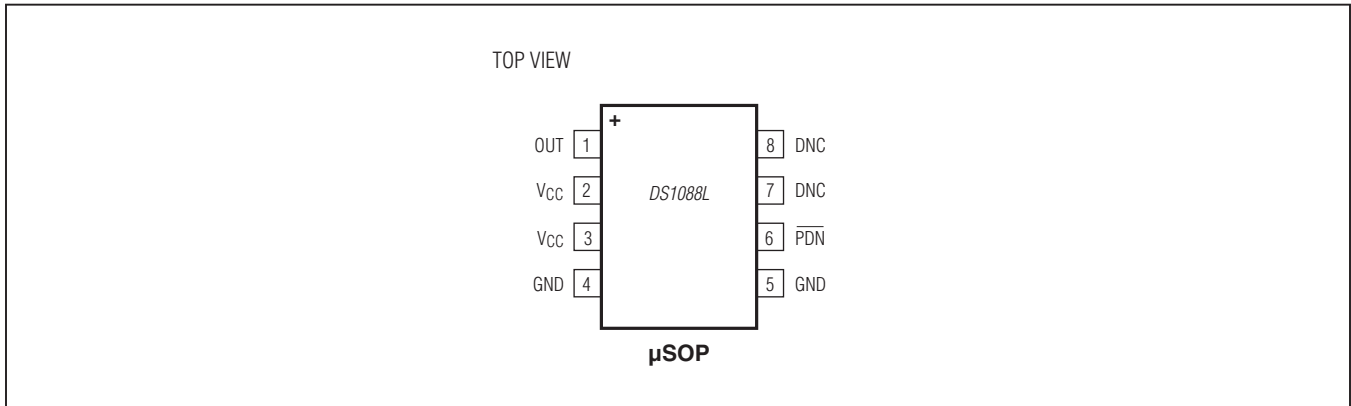 TOP VIEW
+
OUT 1
8 DNC
VCC 2
DS1088L
7 DNC
VCC 3
6 P̅D̅N̅
GND 4
5 GND
µSOP